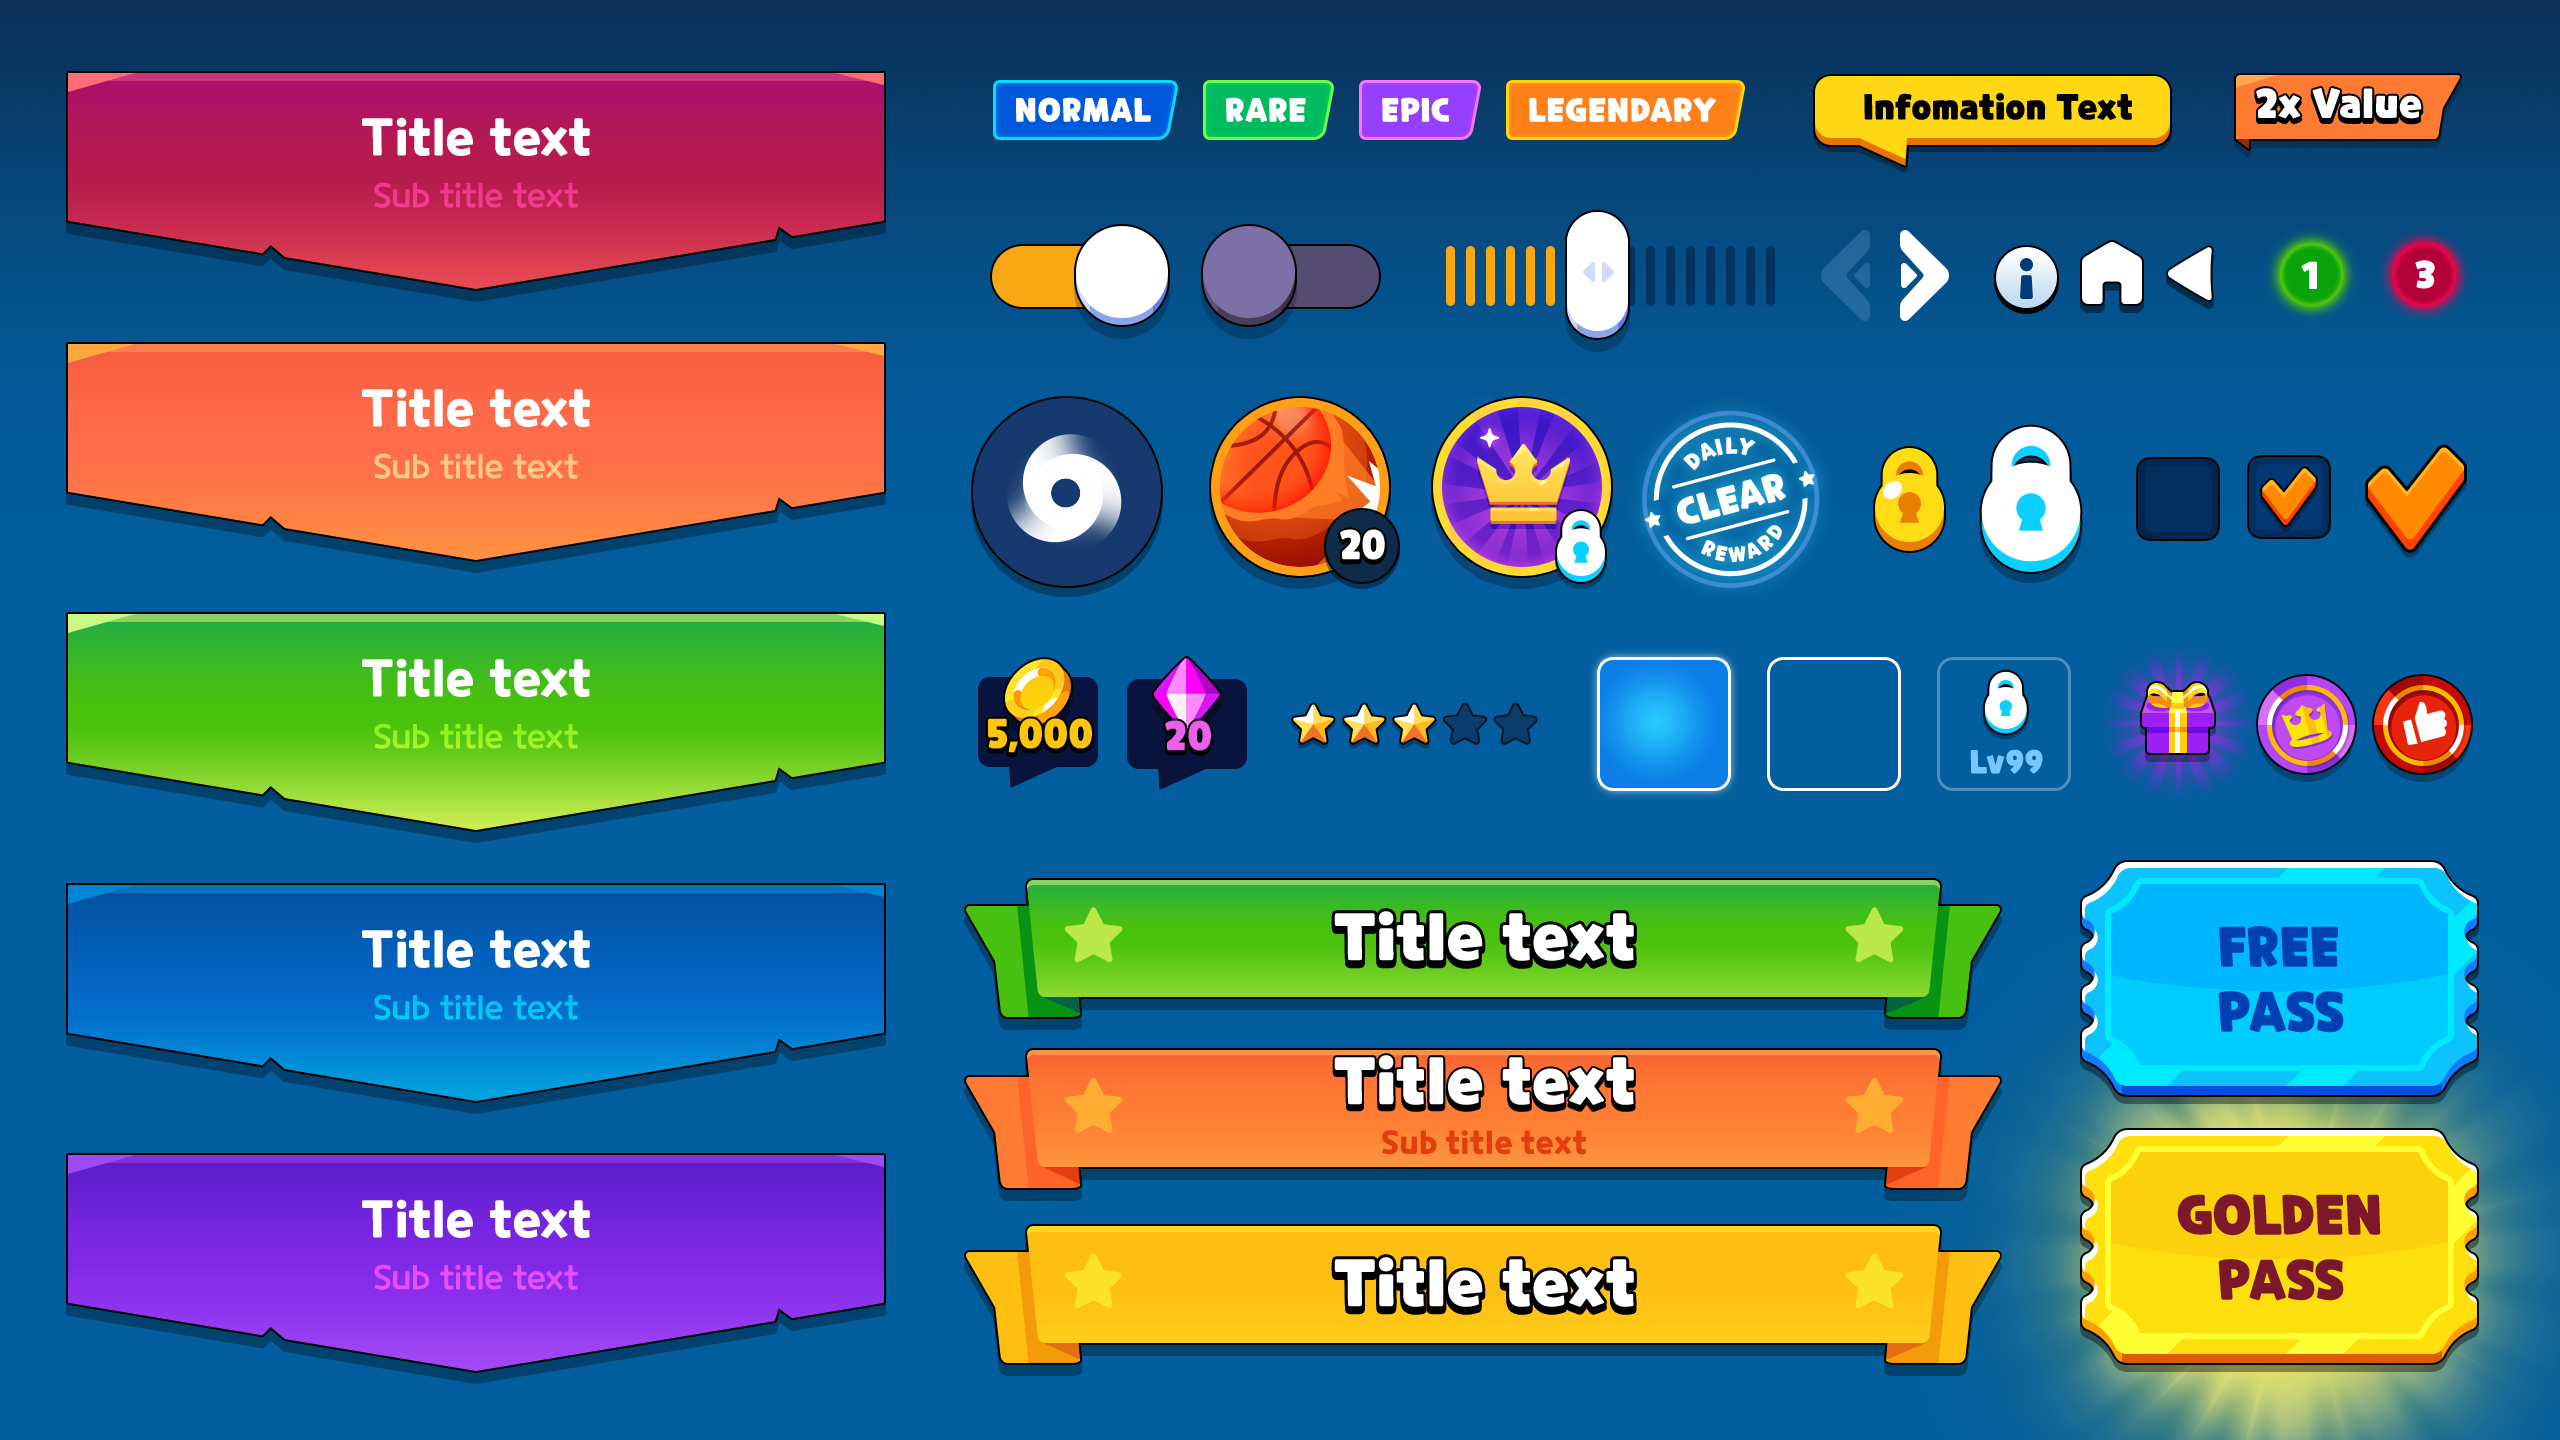 Title text
Sub title text
Title text
Sub title text
Title text
Sub title text
Title text
Sub title text
Title text
Sub title text
NORMAL
RARE
EPIC
LEGENDARY
Infomation Text
2x Value
1
3
20
DAILY
CLEAR
REWARD
5,000
20
Lv99
Title text
Title text
Sub title text
Title text
FREE
PASS
GOLDEN
PASS